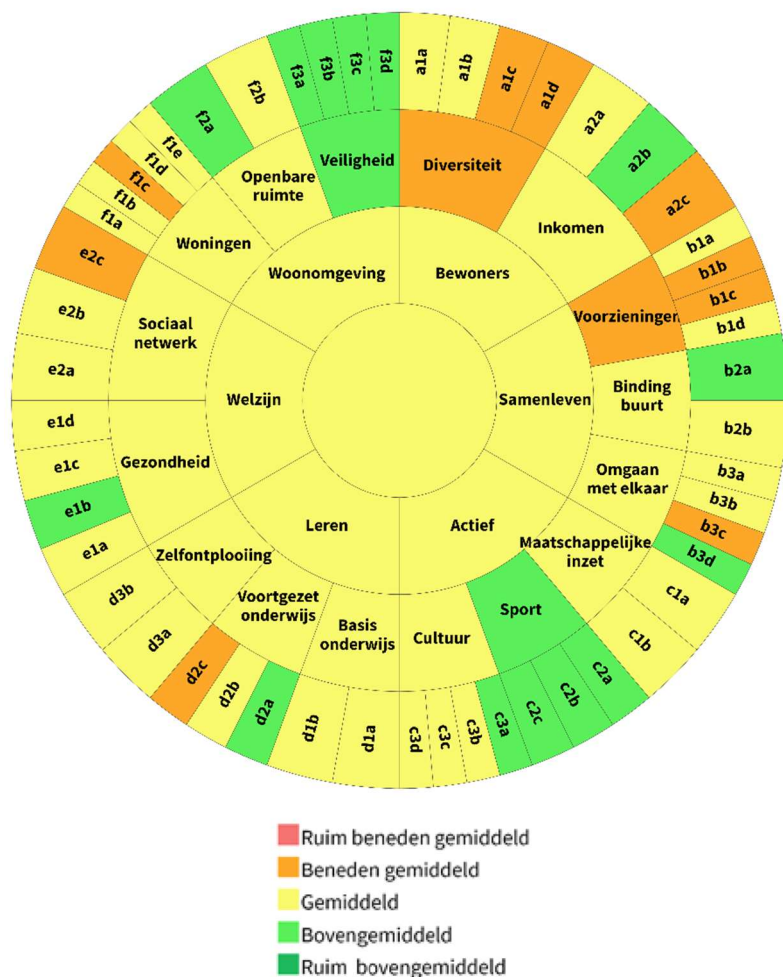 a1a
a1b
a1c
a1d
a2a
a2b
a2c
b1a
b1b
b1c
b1d
b2a
b2b
b3a
b3b
b3c
b3d
c1a
c1b
c2a
c2b
c2c
c3a
c3b
c3c
c3d
d1a
d1b
d2a
d2b
d2c
d3a
d3b
e1a
e1b
e1c
e1d
e2a
e2b
e2c
f1a
f1b
f1c
f1d
f1e
f2a
f2b
f3a
f3b
f3c
f3d
Diversiteit
Inkomen
Voorzieningen
Binding
buurt
Omgaan
met elkaar
Maatschappelijke
inzet
Sport
Cultuur
Basis
onderwijs
Voortgezet
onderwijs
Zelfontplooiing
Gezondheid
Sociaal
netwerk
Woningen
Openbare
ruimte
Veiligheid
Bewoners
Samenleven
Actief
Leren
Welzijn
Woonomgeving
Ruim beneden gemiddeld
Beneden gemiddeld
Gemiddeld
Bovengemiddeld
Ruim bovengemiddeld